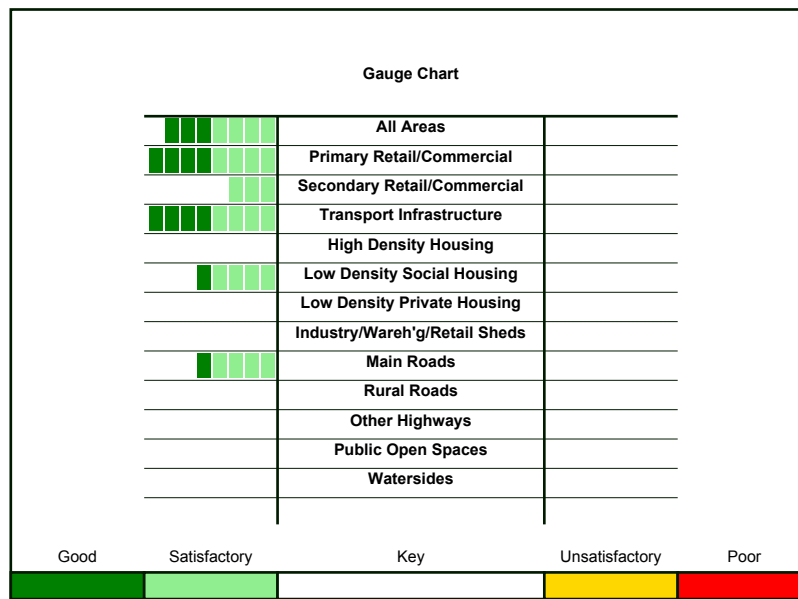 Gauge Chart
All Areas
Primary Retail/Commercial
Secondary Retail/Commercial
Transport Infrastructure
High Density Housing
Low Density Social Housing
Low Density Private Housing
Industry/Wareh'g/Retail Sheds
Main Roads
Rural Roads
Other Highways
Public Open Spaces
Watersides
Good Satisfactory Key Unsatisfactory Poor